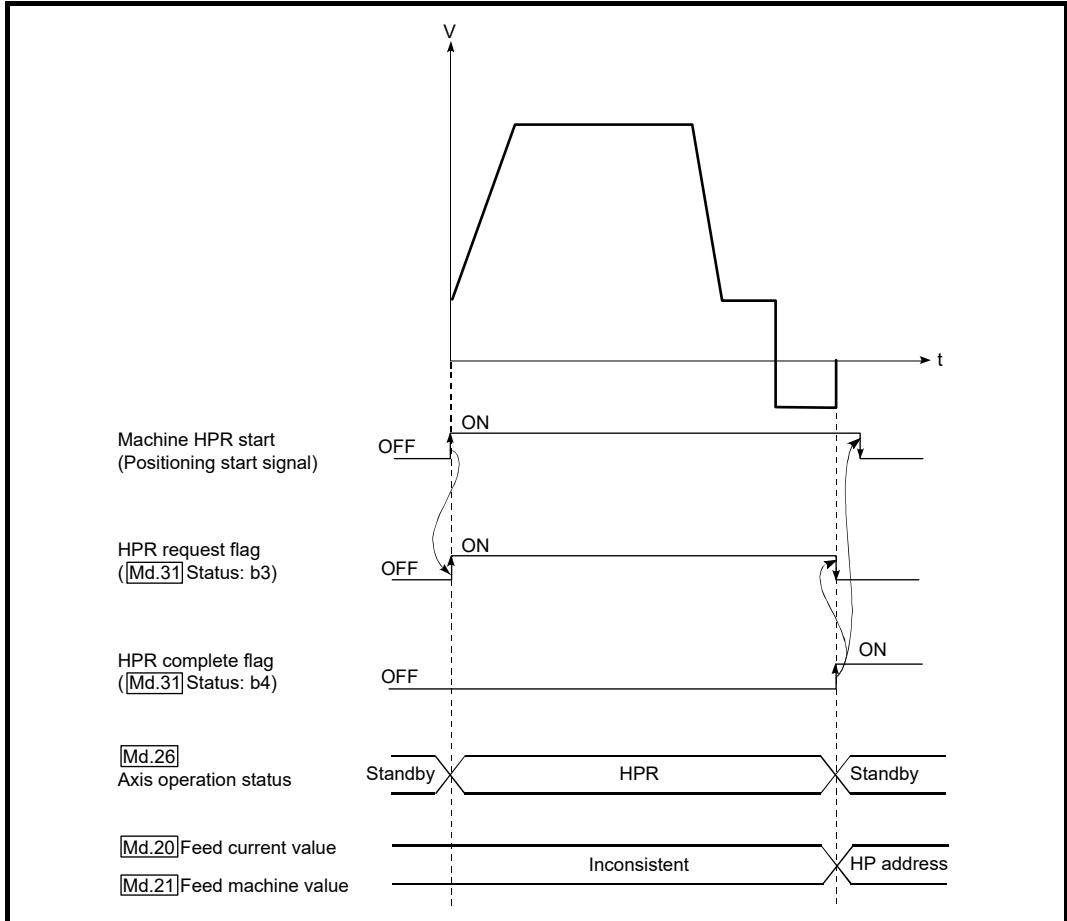 V
t
Machine HPR start
(Positioning start signal)
OFF
ON
HPR request flag
( Md.31 Status: b3)
OFF
ON
HPR complete flag
( Md.31 Status: b4)
OFF
ON
Md.26
Axis operation status
Standby
HPR
Standby
Md.20 Feed current value
Md.21 Feed machine value
Inconsistent
HP address